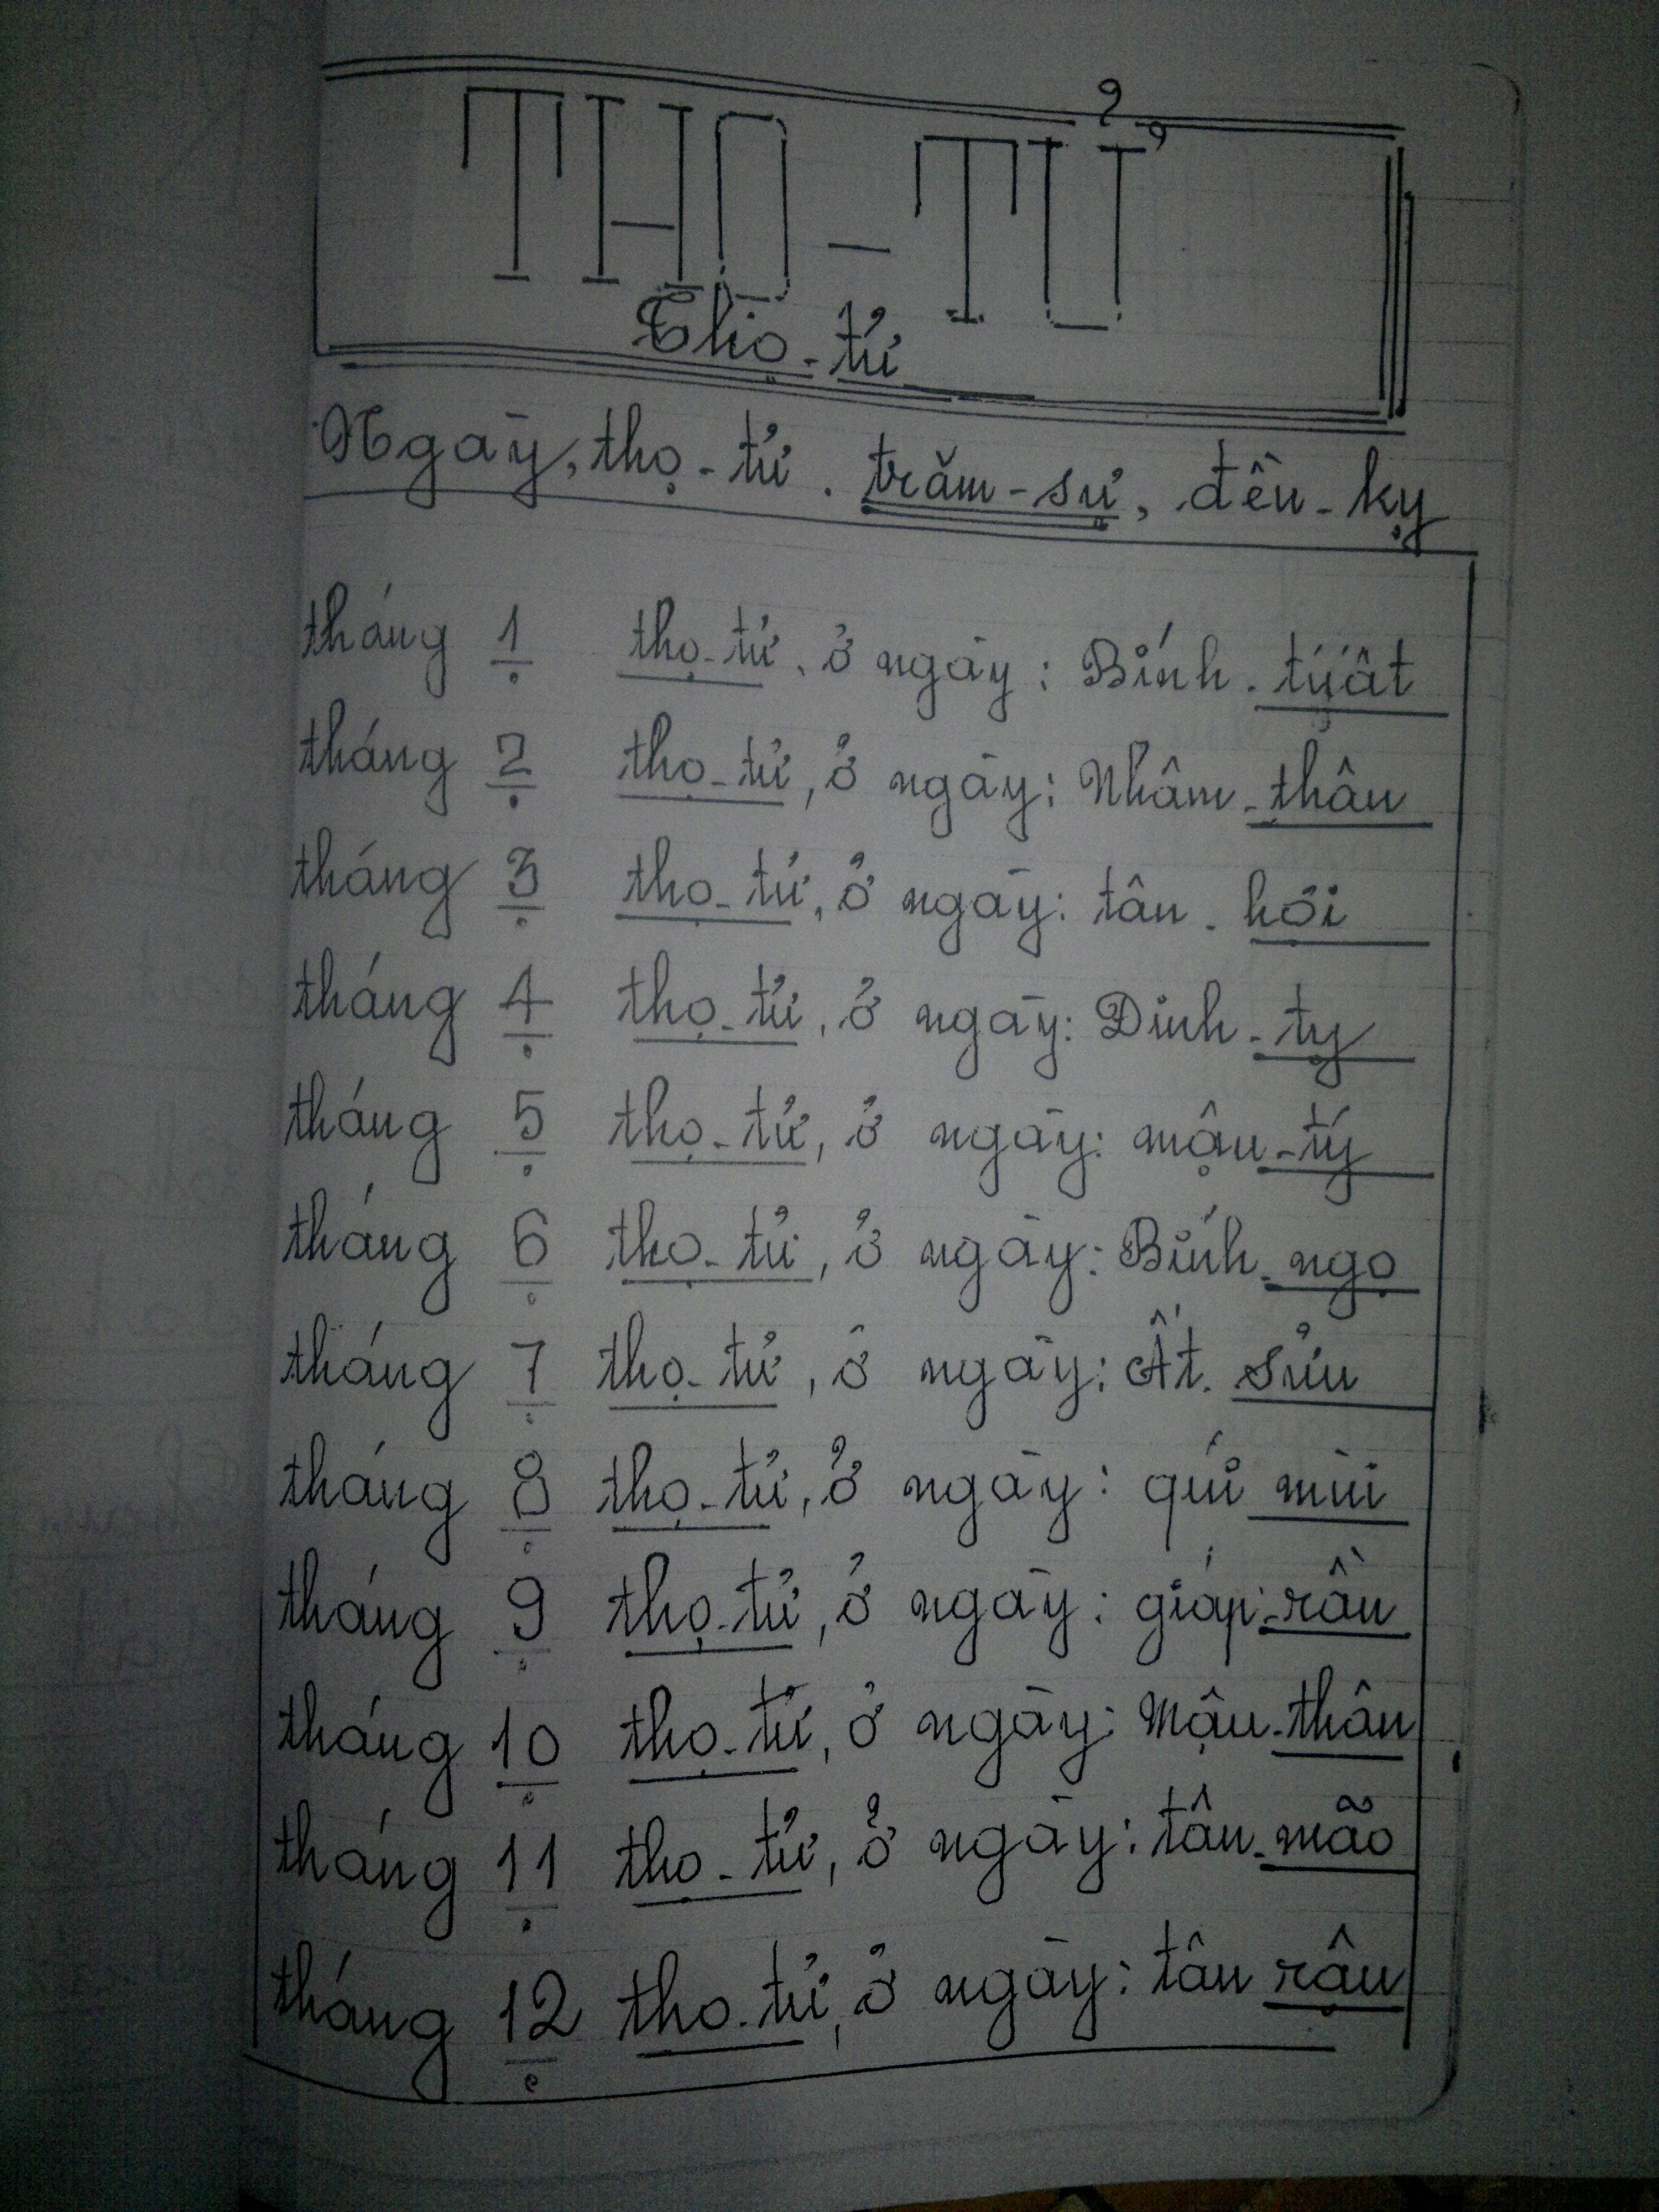 THỌ - TỬ
Thọ - tử
Ngày, thọ - tử. trăm - sự, đều - kỵ
tháng 1 thọ - tử, ở ngày: Bính. tuất
tháng 2 thọ - tử, ở ngày: Nhâm - thân
tháng 3 thọ - tử, ở ngày: tân. hợi
tháng 4 thọ - tử, ở ngày: Đinh - tỵ
tháng 5 thọ - tử, ở ngày: mậu - tý
tháng 6 thọ - tử, ở ngày: Bính - ngọ
tháng 7 thọ - tử, ở ngày: Ất. sửu
tháng 8 thọ - tử, ở ngày: quí mùi
tháng 9 thọ - tử, ở ngày: giáp - rần
tháng 10 thọ - tử, ở ngày: Mậu - thân
tháng 11 thọ - tử, ở ngày: tân - mão
tháng 12 thọ - tử, ở ngày: tân rậu